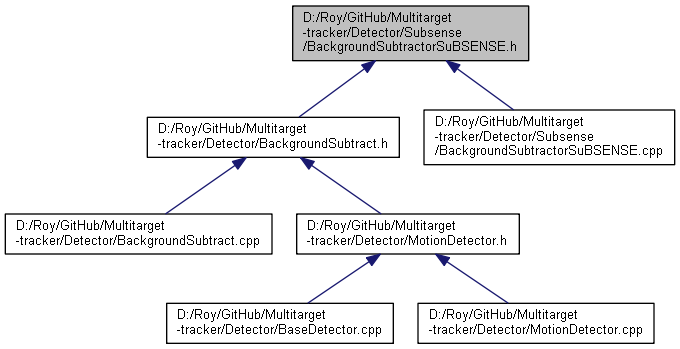 D:/Roy/GitHub/Multitarget
-tracker/Detector/Subsense
/BackgroundSubtractorSuBSENSE.h
D:/Roy/GitHub/Multitarget
-tracker/Detector/BackgroundSubtract.h
D:/Roy/GitHub/Multitarget
-tracker/Detector/Subsense
/BackgroundSubtractorSuBSENSE.cpp
D:/Roy/GitHub/Multitarget
-tracker/Detector/BackgroundSubtract.cpp
D:/Roy/GitHub/Multitarget
-tracker/Detector/MotionDetector.h
D:/Roy/GitHub/Multitarget
-tracker/Detector/BaseDetector.cpp
D:/Roy/GitHub/Multitarget
-tracker/Detector/MotionDetector.cpp